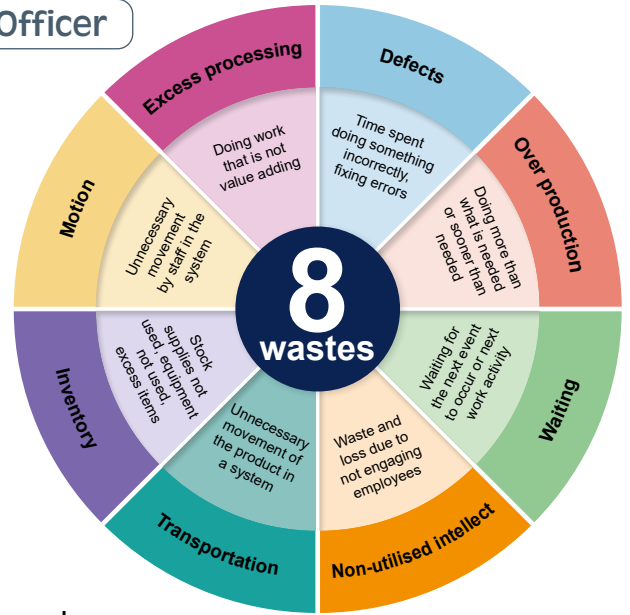 Officer
8
wastes
Defects
Time spent
doing something
incorrectly,
fixing errors
Over production
Doing more than
what is needed
or sooner than
needed
Waiting
Waiting for
the next event
to occur or next
work activity
Non-utilised intellect
Waste and
loss due to
not engaging
employees
Transportation
Unnecessary
movement of
the product in
a system
Inventory
Stock
supplies not
used, equipment
not used,
excess items
Motion
Unnecessary
movement
by staff in the
system
Excess processing
Doing work
that is not
value adding